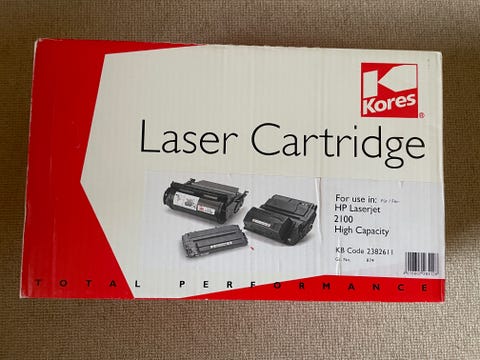 Kores®
Laser Cartridge
For use in:
HP Laserjet
2100
High Capacity
KB Code 2382611
TOTAL PERFORMANCE